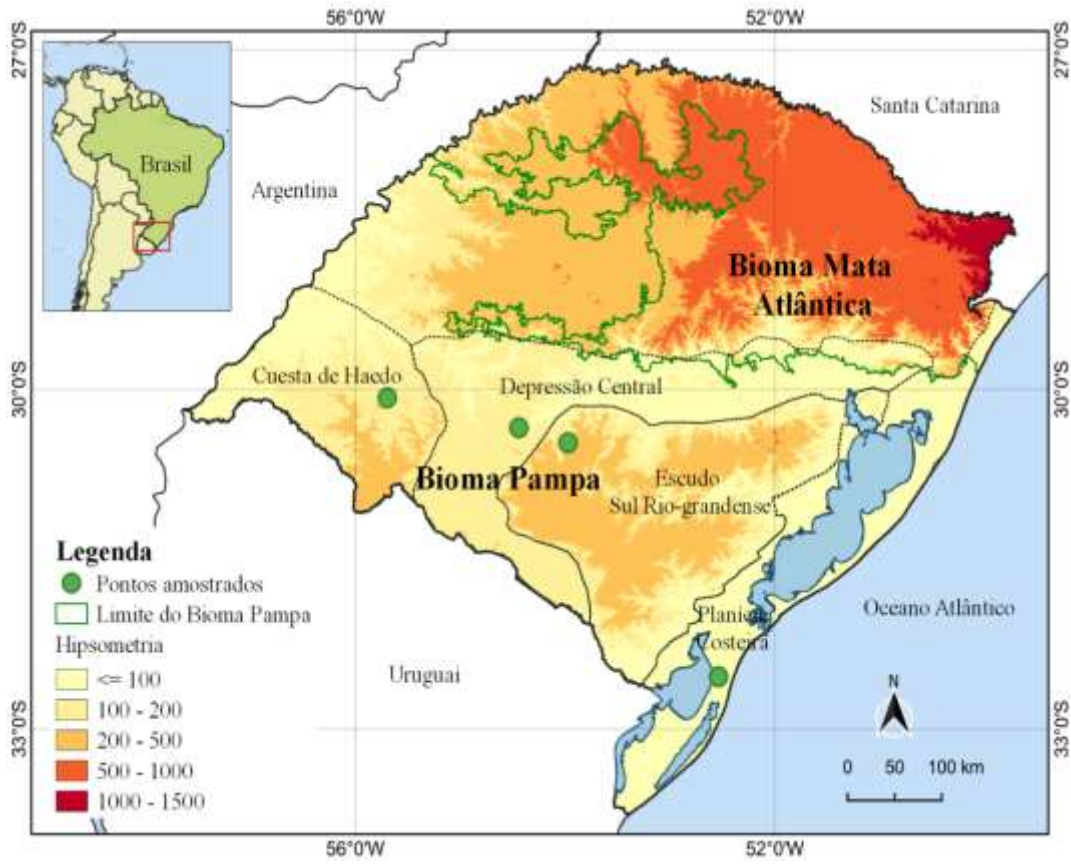 56°0'W
52°0'W
27°0'S
27°0'S
Santa Catarina
Brasil
Argentina
Bioma Mata
Atlântica
30°0'S
30°0'S
Cuesta de Haedo
Depressão Central
Bioma Pampa
Escudo
Sul Rio-grandense
Legenda
Pontos amostrados
Limite do Bioma Pampa
Hipsometria
<= 100
100 - 200
200 - 500
500 - 1000
1000 - 1500
Planície
Costeira
Oceano Atlântico
Uruguai
N
33°0'S
33°0'S
0 50 100 km
56°0'W
52°0'W